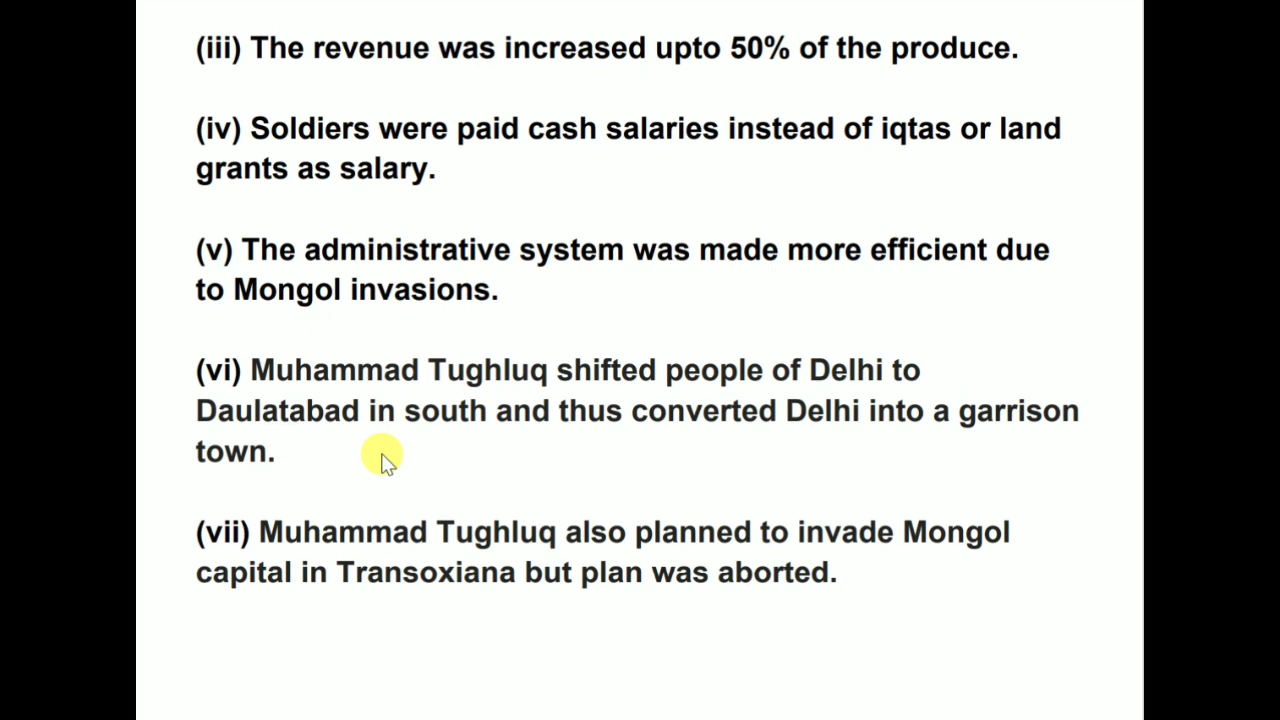 (iii) The revenue was increased upto 50% of the produce.
(iv) Soldiers were paid cash salaries instead of iqtas or land
grants as salary.
(v) The administrative system was made more efficient due
to Mongol invasions.
(vi) Muhammad Tughluq shifted people of Delhi to
Daulatabad in south and thus converted Delhi into a garrison
town.
(vii) Muhammad Tughluq also planned to invade Mongol
capital in Transoxiana but plan was aborted.